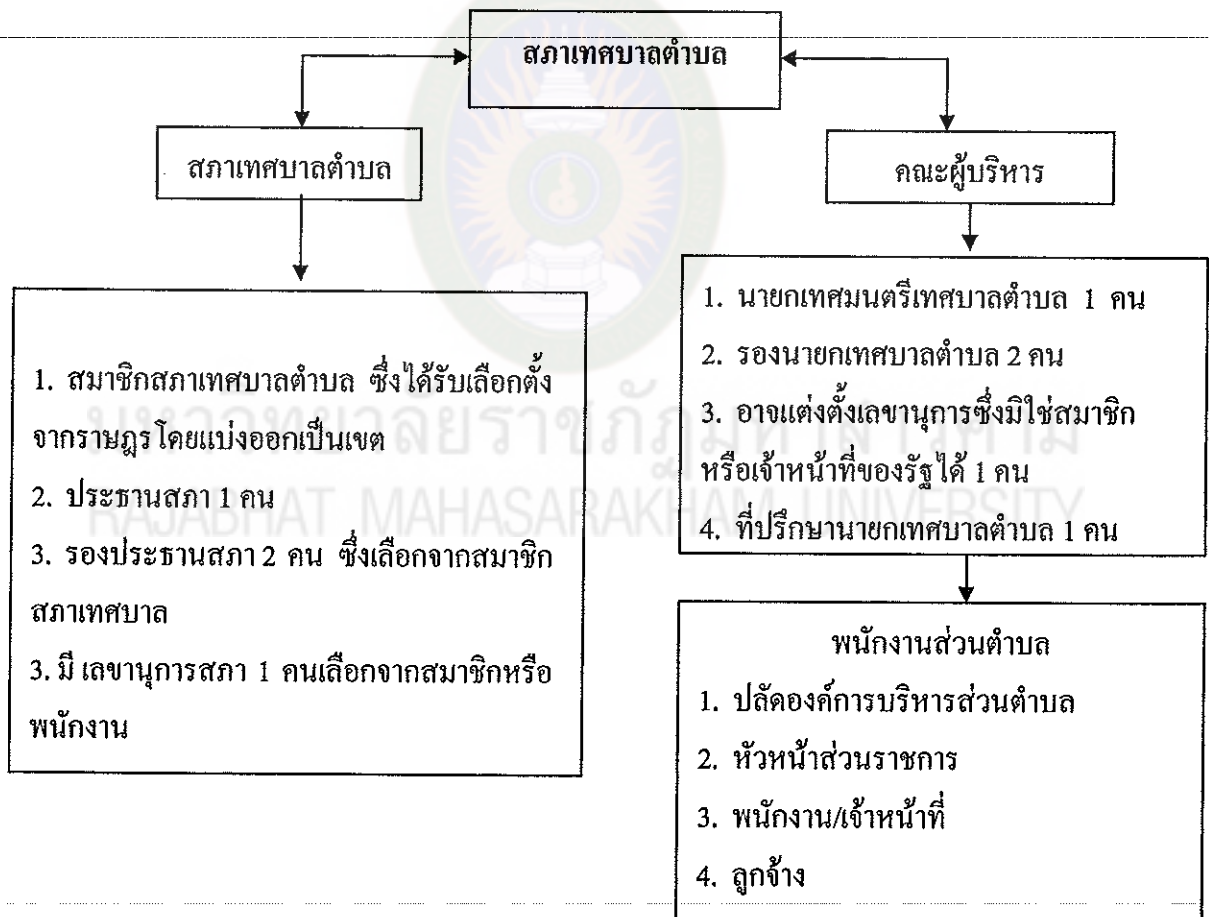 สภาเทศบาลตำบล
สภาเทศบาลตำบล
คณะผู้บริหาร
1. สมาชิกสภาเทศบาลตำบล ซึ่งได้รับเลือกตั้ง
จากราษฎรโดยแบ่งออกเป็นเขต
2. ประธานสภา 1 คน
3. รองประธานสภา 2 คน ซึ่งเลือกจากสมาชิก
สภาเทศบาล
3. มี เลขานุการสภา 1 คนเลือกจากสมาชิกหรือ
พนักงาน
1. นายกเทศมนตรีเทศบาลตำบล 1 คน
2. รองนายกเทศบาลตำบล 2 คน
3. อาจแต่งตั้งเลขานุการซึ่งมิใช่สมาชิก
หรือเจ้าหน้าที่ของรัฐได้ 1 คน
4. ที่ปรึกษานายกเทศบาลตำบล 1 คน
พนักงานส่วนตำบล
1. ปลัดองค์การบริหารส่วนตำบล
2. หัวหน้าส่วนราชการ
3. พนักงาน/เจ้าหน้าที่
4. ลูกจ้าง
มหาวิทยาลัยราชภัฏมหาสารคาม
RAJABHAT MAHASARAKHAM UNIVERSITY